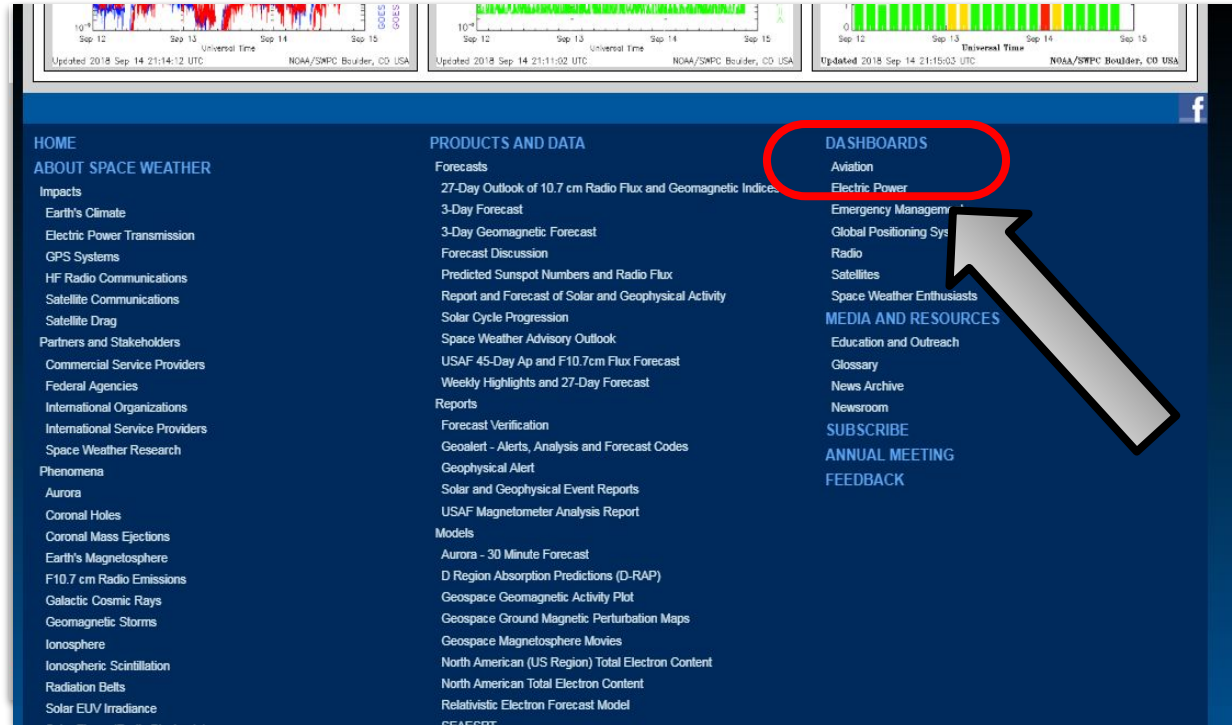 10⁻⁹
Sep 12
Sep 13
Sep 14
Sep 15
Universal Time
Updated 2018 Sep 14 21:14:12 UTC
NOAA/SWPC Boulder, CO USA
GOES
GOES
Sep 12
Sep 13
Sep 14
Sep 15
Universal Time
Updated 2018 Sep 14 21:11:02 UTC
NOAA/SWPC Boulder, CO USA
1
0
Sep 12
Sep 13
Sep 14
Sep 15
Universal Time
Updated 2018 Sep 14 21:15:03 UTC
NOAA/SWPC Boulder, CO USA
f
HOME
ABOUT SPACE WEATHER
Impacts
Earth's Climate
Electric Power Transmission
GPS Systems
HF Radio Communications
Satellite Communications
Satellite Drag
Partners and Stakeholders
Commercial Service Providers
Federal Agencies
International Organizations
International Service Providers
Space Weather Research
Phenomena
Aurora
Coronal Holes
Coronal Mass Ejections
Earth's Magnetosphere
F10.7 cm Radio Emissions
Galactic Cosmic Rays
Geomagnetic Storms
Ionosphere
Ionospheric Scintillation
Radiation Belts
Solar EUV Irradiance
PRODUCTS AND DATA
Forecasts
27-Day Outlook of 10.7 cm Radio Flux and Geomagnetic Indices
3-Day Forecast
3-Day Geomagnetic Forecast
Forecast Discussion
Predicted Sunspot Numbers and Radio Flux
Report and Forecast of Solar and Geophysical Activity
Solar Cycle Progression
Space Weather Advisory Outlook
USAF 45-Day Ap and F10.7cm Flux Forecast
Weekly Highlights and 27-Day Forecast
Reports
Forecast Verification
Geoalert - Alerts, Analysis and Forecast Codes
Geophysical Alert
Solar and Geophysical Event Reports
USAF Magnetometer Analysis Report
Models
Aurora - 30 Minute Forecast
D Region Absorption Predictions (D-RAP)
Geospace Geomagnetic Activity Plot
Geospace Ground Magnetic Perturbation Maps
Geospace Magnetosphere Movies
North American (US Region) Total Electron Content
North American Total Electron Content
Relativistic Electron Forecast Model
DASHBOARDS
Aviation
Electric Power
Emergency Management
Global Positioning Sys
Radio
Satellites
Space Weather Enthusiasts
MEDIA AND RESOURCES
Education and Outreach
Glossary
News Archive
Newsroom
SUBSCRIBE
ANNUAL MEETING
FEEDBACK